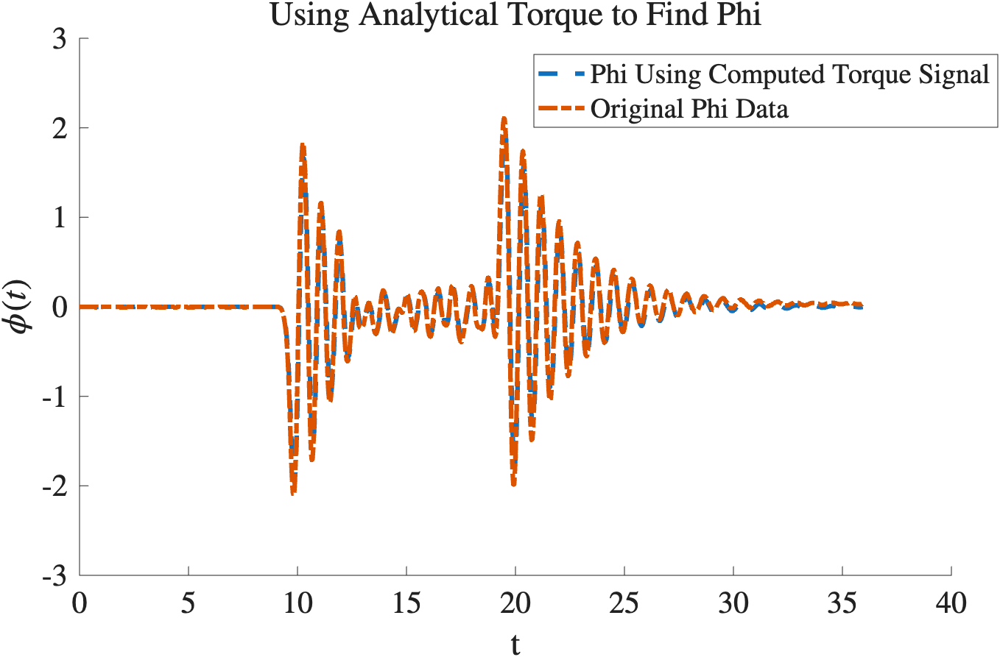 Using Analytical Torque to Find Phi
Phi Using Computed Torque Signal
Original Phi Data
3
2
1
0
-1
-2
-3
ϕ(t)
0 5 10 15 20 25 30 35 40
t